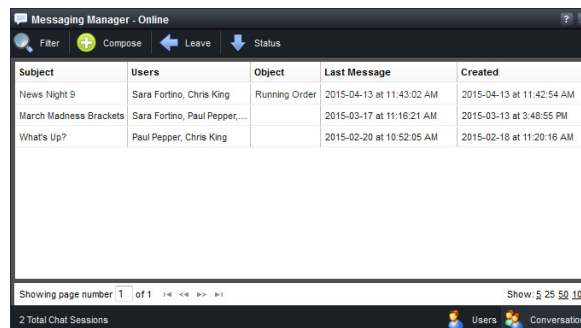 Messaging Manager - Online ?
Filter Compose Leave Status
Subject Users Object Last Message Created
News Night 9 Sara Fortino, Chris King Running Order 2015-04-13 at 11:43:02 AM 2015-04-13 at 11:42:54 AM
March Madness Brackets Sara Fortino, Paul Pepper,... 2015-03-17 at 11:16:21 AM 2015-03-13 at 3:48:55 PM
What's Up? Paul Pepper, Chris King 2015-02-20 at 10:52:05 AM 2015-02-18 at 11:20:16 AM
Showing page number 1 of 1 Show: 5 25 50 10
2 Total Chat Sessions Users Conversation